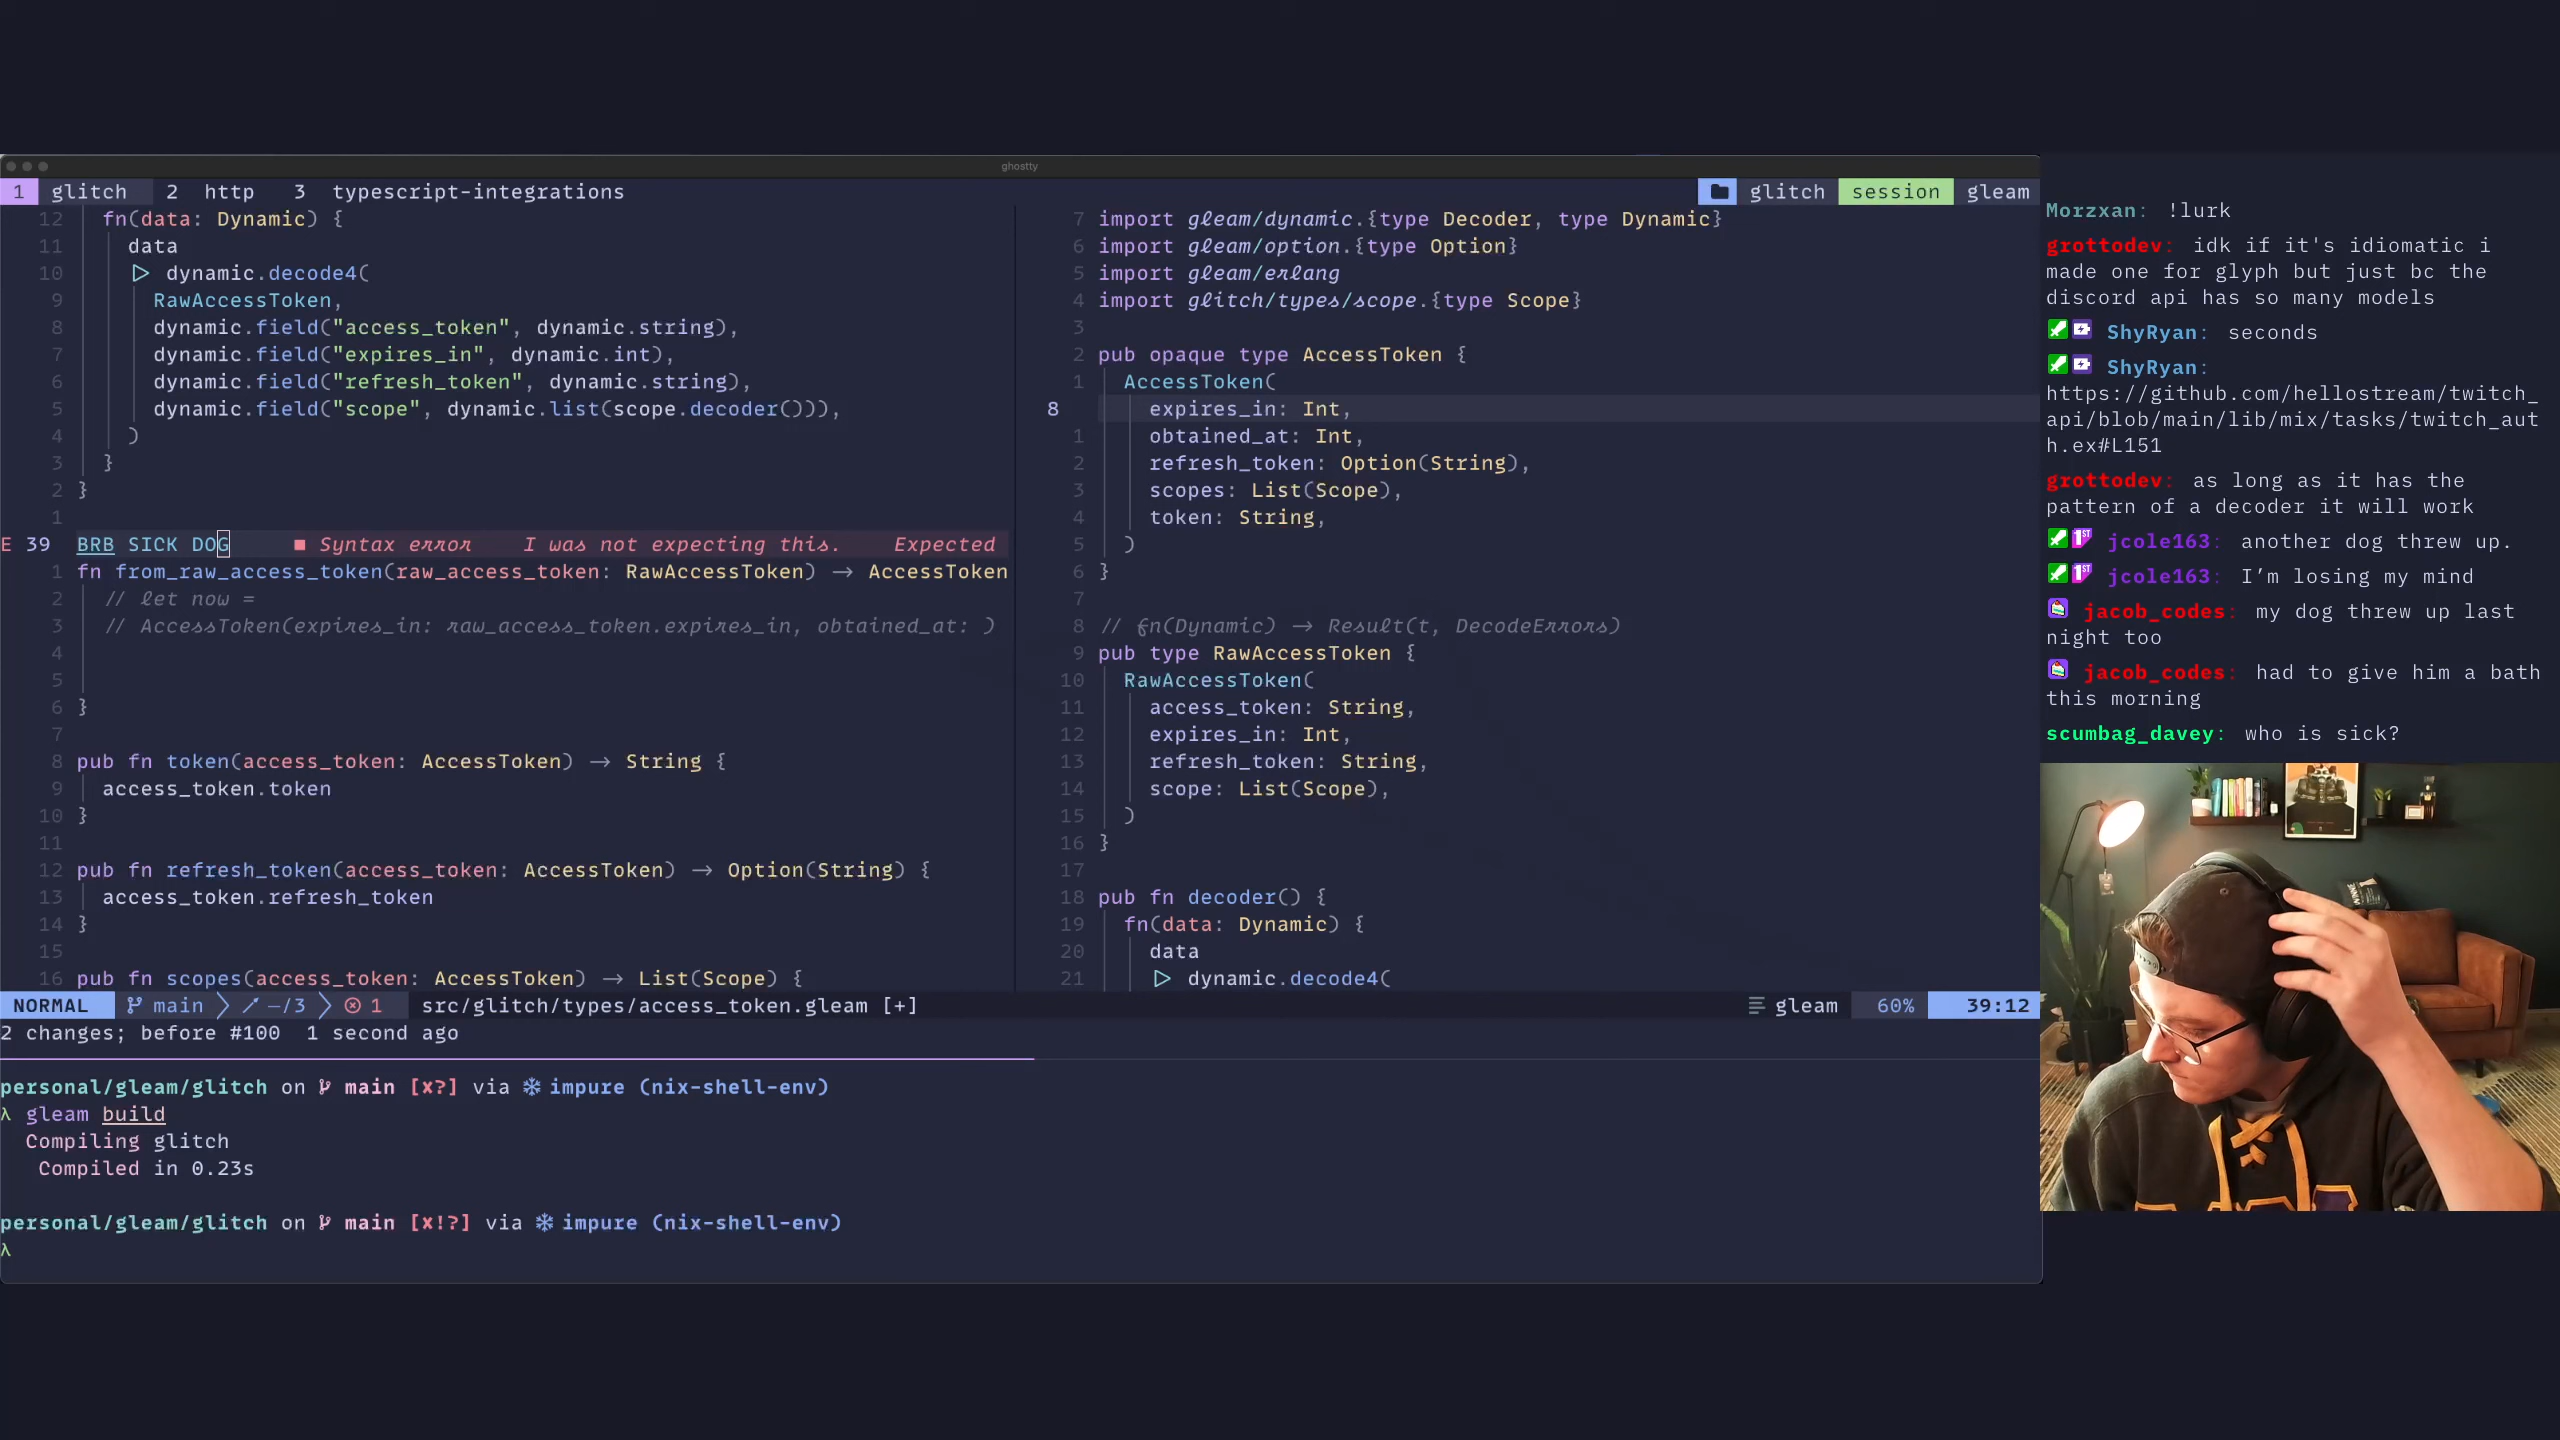 ghostty
1 glitch 2 http 3 typescript-integrations glitch session gleam
12 fn(data: Dynamic) {
11 data
10 ▷ dynamic.decode4(
9 RawAccessToken,
8 dynamic.field("access_token", dynamic.string),
7 dynamic.field("expires_in", dynamic.int),
6 dynamic.field("refresh_token", dynamic.string),
5 dynamic.field("scope", dynamic.list(scope.decoder())),
4 )
3 }
2 }
1
E 39 BRB SICK DOG ■ Syntax error I was not expecting this. Expected
1 fn from_raw_access_token(raw_access_token: RawAccessToken) → AccessToken
2 // let now =
3 // AccessToken(expires_in: raw_access_token.expires_in, obtained_at: )
4
5
6 }
7
8 pub fn token(access_token: AccessToken) → String {
9 access_token.token
10 }
11
12 pub fn refresh_token(access_token: AccessToken) → Option(String) {
13 access_token.refresh_token
14 }
15
16 pub fn scopes(access_token: AccessToken) → List(Scope) {
7 import gleam/dynamic.{type Decoder, type Dynamic}
6 import gleam/option.{type Option}
5 import gleam/erlang
4 import glitch/types/scope.{type Scope}
3
2 pub opaque type AccessToken {
1 AccessToken(
8 expires_in: Int,
1 obtained_at: Int,
2 refresh_token: Option(String),
3 scopes: List(Scope),
4 token: String,
5 )
6 }
7
8 // fn(Dynamic) → Result(t, DecodeErrors)
9 pub type RawAccessToken {
10 RawAccessToken(
11 access_token: String,
12 expires_in: Int,
13 refresh_token: String,
14 scope: List(Scope),
15 )
16 }
17
18 pub fn decoder() {
19 fn(data: Dynamic) {
20 data
21 ▷ dynamic.decode4(
NORMAL main —/3 1 src/glitch/types/access_token.gleam [+] gleam 60% 39:12
2 changes; before #100 1 second ago
personal/gleam/glitch on main [✘?] via ❄ impure (nix-shell-env)
λ gleam build
Compiling glitch
Compiled in 0.23s
personal/gleam/glitch on main [✘!?] via ❄ impure (nix-shell-env)
λ
Morzxan: !lurk
grottodev: idk if it's idiomatic i
made one for glyph but just bc the
discord api has so many models
ShyRyan: seconds
ShyRyan:
https://github.com/hellostream/twitch_
api/blob/main/lib/mix/tasks/twitch_aut
h.ex#L151
grottodev: as long as it has the
pattern of a decoder it will work
1ST jcole163: another dog threw up.
1ST jcole163: I’m losing my mind
jacob_codes: my dog threw up last
night too
jacob_codes: had to give him a bath
this morning
scumbag_davey: who is sick?